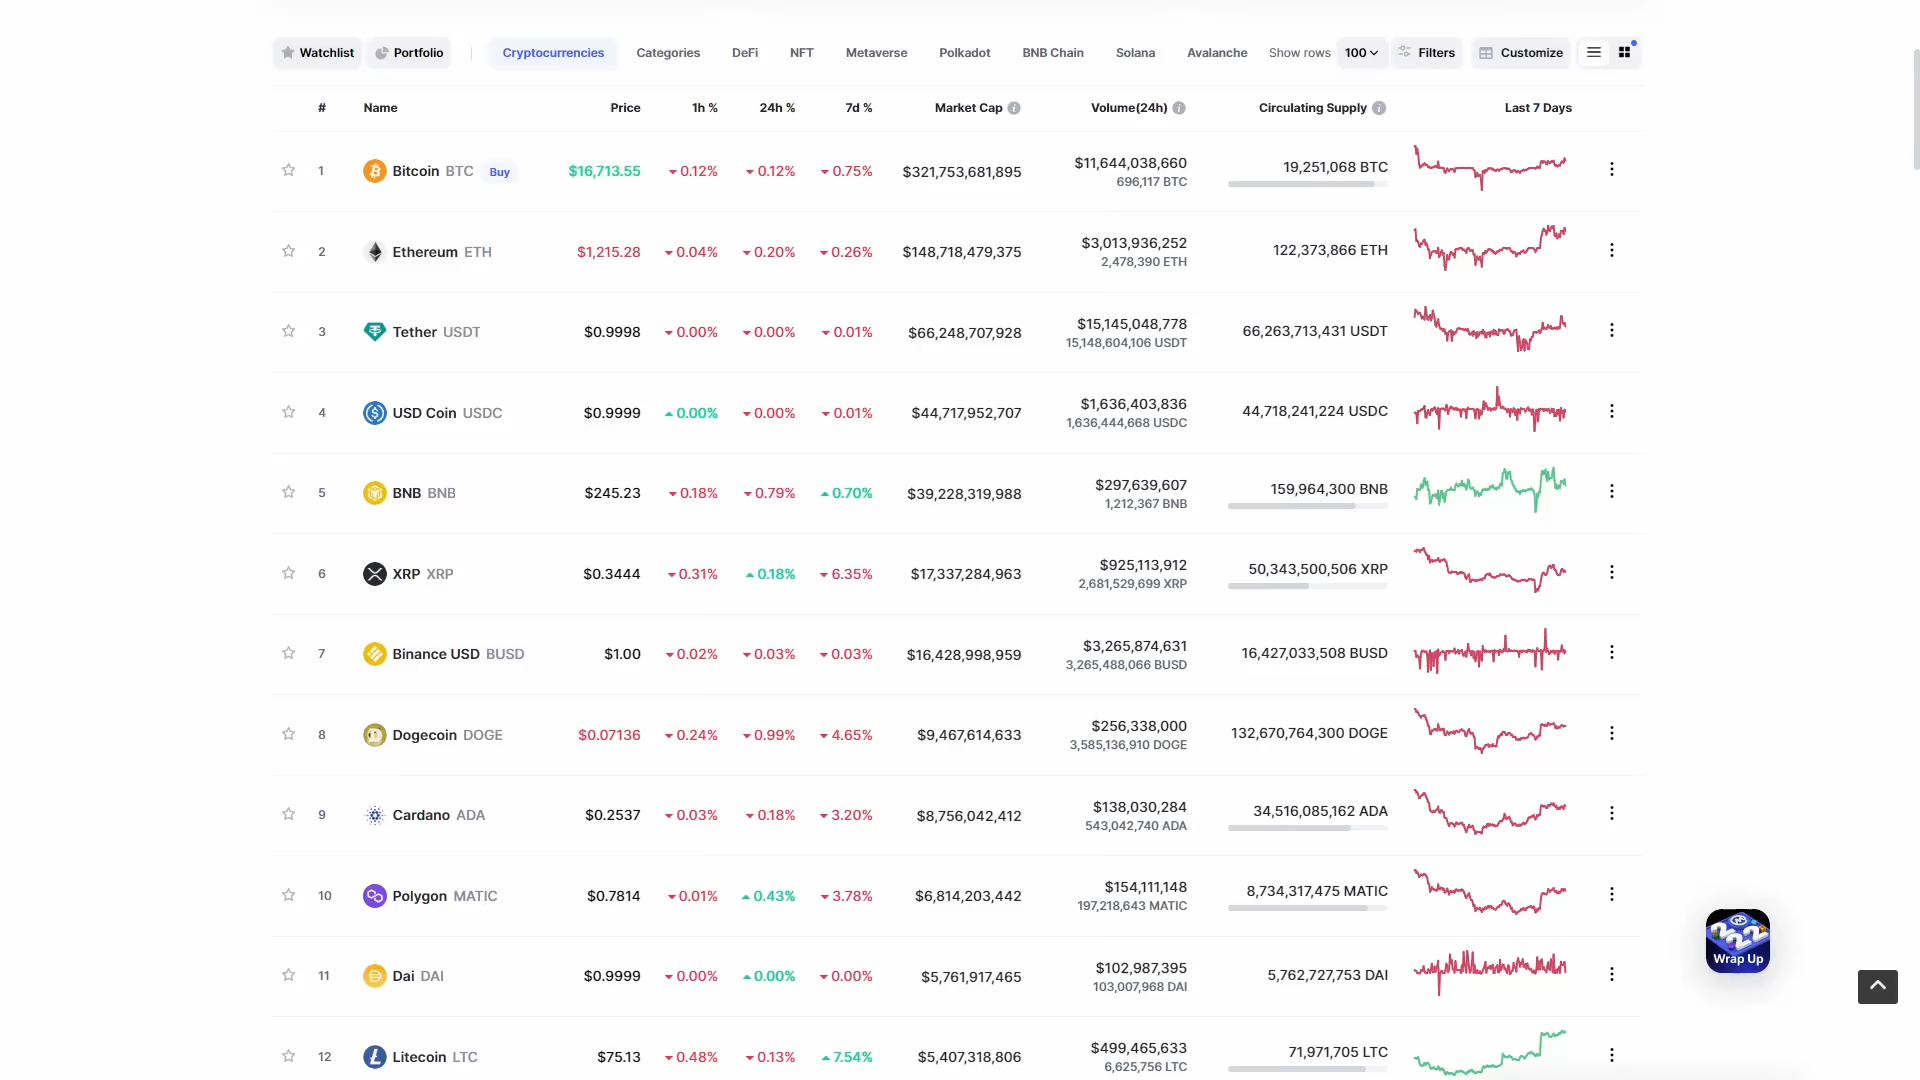 Watchlist Portfolio Cryptocurrencies Categories DeFi NFT Metaverse Polkadot BNB Chain Solana Avalanche Show rows 100 Filters Customize
# Name Price 1h % 24h % 7d % Market Cap Volume(24h) Circulating Supply Last 7 Days
1 Bitcoin BTC Buy $16,713.55 0.12% 0.12% 0.75% $321,753,681,895 $11,644,038,660 19,251,068 BTC
696,117 BTC
2 Ethereum ETH $1,215.28 0.04% 0.20% 0.26% $148,718,479,375 $3,013,936,252 122,373,866 ETH
2,478,390 ETH
3 Tether USDT $0.9998 0.00% 0.00% 0.01% $66,248,707,928 $15,145,048,778 66,263,713,431 USDT
15,148,604,106 USDT
4 USD Coin USDC $0.9999 0.00% 0.00% 0.01% $44,717,952,707 $1,636,403,836 44,718,241,224 USDC
1,636,444,668 USDC
5 BNB BNB $245.23 0.18% 0.79% 0.70% $39,228,319,988 $297,639,607 159,964,300 BNB
1,212,367 BNB
6 XRP XRP $0.3444 0.31% 0.18% 6.35% $17,337,284,963 $925,113,912 50,343,500,506 XRP
2,681,529,699 XRP
7 Binance USD BUSD $1.00 0.02% 0.03% 0.03% $16,428,998,959 $3,265,874,631 16,427,033,508 BUSD
3,265,488,066 BUSD
8 Dogecoin DOGE $0.07136 0.24% 0.99% 4.65% $9,467,614,633 $256,338,000 132,670,764,300 DOGE
3,585,136,910 DOGE
9 Cardano ADA $0.2537 0.03% 0.18% 3.20% $8,756,042,412 $138,030,284 34,516,085,162 ADA
543,042,740 ADA
10 Polygon MATIC $0.7814 0.01% 0.43% 3.78% $6,814,203,442 $154,111,148 8,734,317,475 MATIC
197,218,643 MATIC
2022
Wrap Up
11 Dai DAI $0.9999 0.00% 0.00% 0.00% $5,761,917,465 $102,987,395 5,762,727,753 DAI
103,007,968 DAI
12 Litecoin LTC $75.13 0.48% 0.13% 7.54% $5,407,318,806 $499,465,633 71,971,705 LTC
6,625,756 LTC